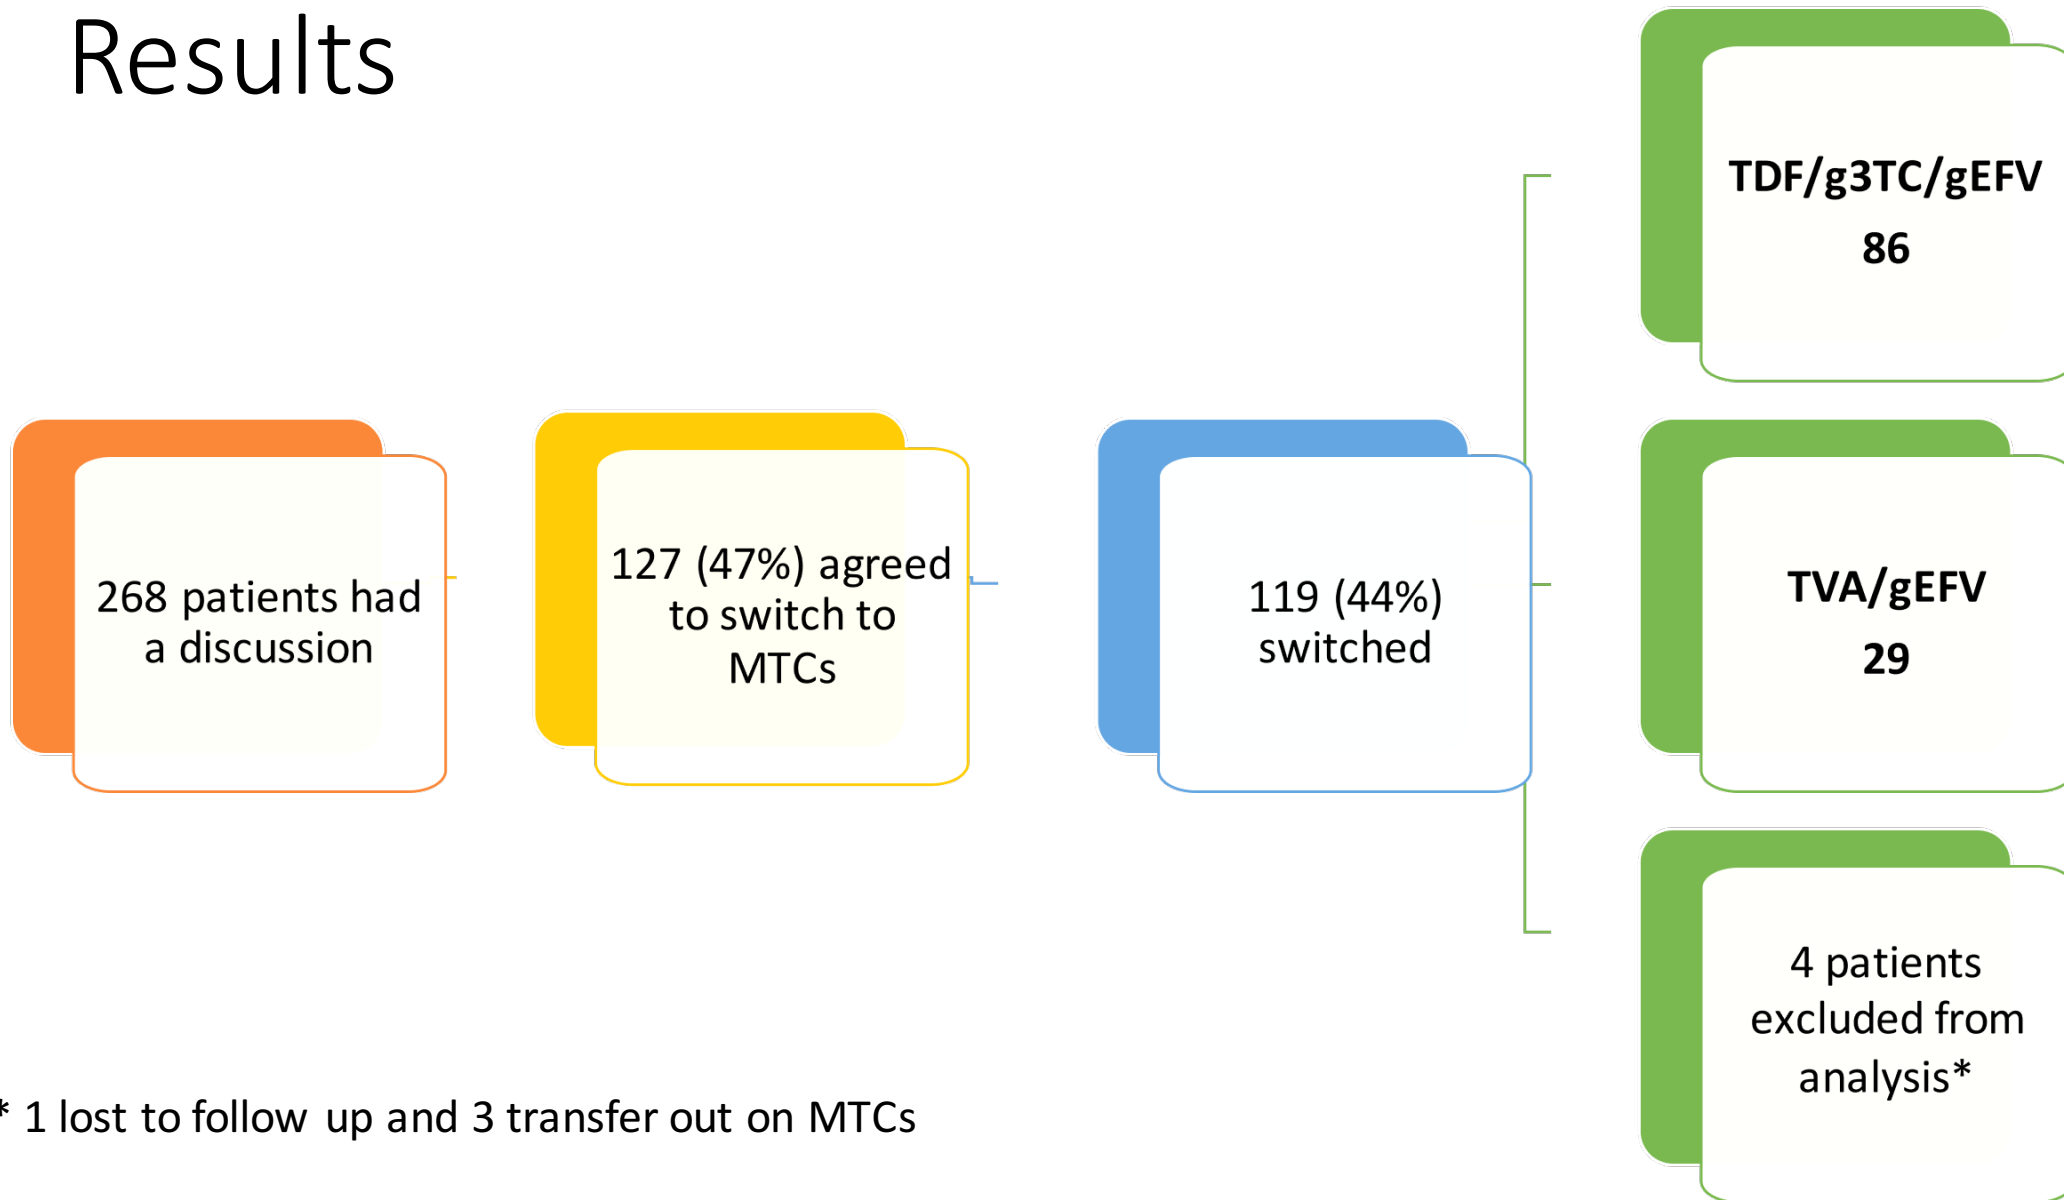 Results
268 patients had
a discussion
127 (47%) agreed
to switch to
MTCs
119 (44%)
switched
TDF/g3TC/gEFV
86
TVA/gEFV
29
4 patients
excluded from
analysis*
* 1 lost to follow up and 3 transfer out on MTCs